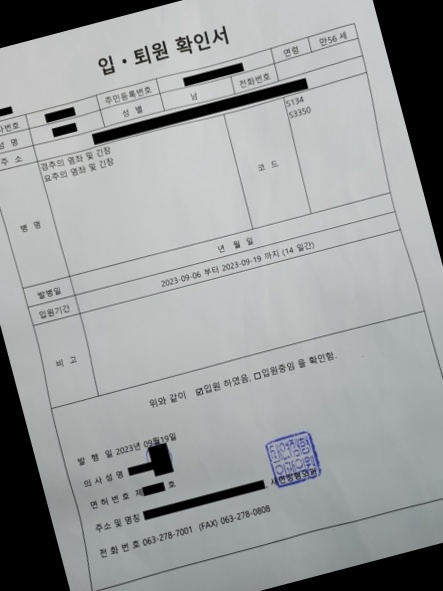 입 · 퇴원 확인서
번호 주민등록번호 연령 만56 세
성 명 성 별 남 전화번호
주 소
병 명 경추의 염좌 및 긴장 코 드 S134
요추의 염좌 및 긴장 S3350
발병일 년 월 일
입원기간 2023-09-06 부터 2023-09-19 까지 (14 일간)
비 고
위와 같이 ☑입원 하였음, □입원중임 을 확인함.
발 행 일 2023년 09월19일
의 사 성 명
면 허 번 호 제 호
주소 및 명칭
전 화 번 호 063-278-7001 (FAX) 063-278-0808